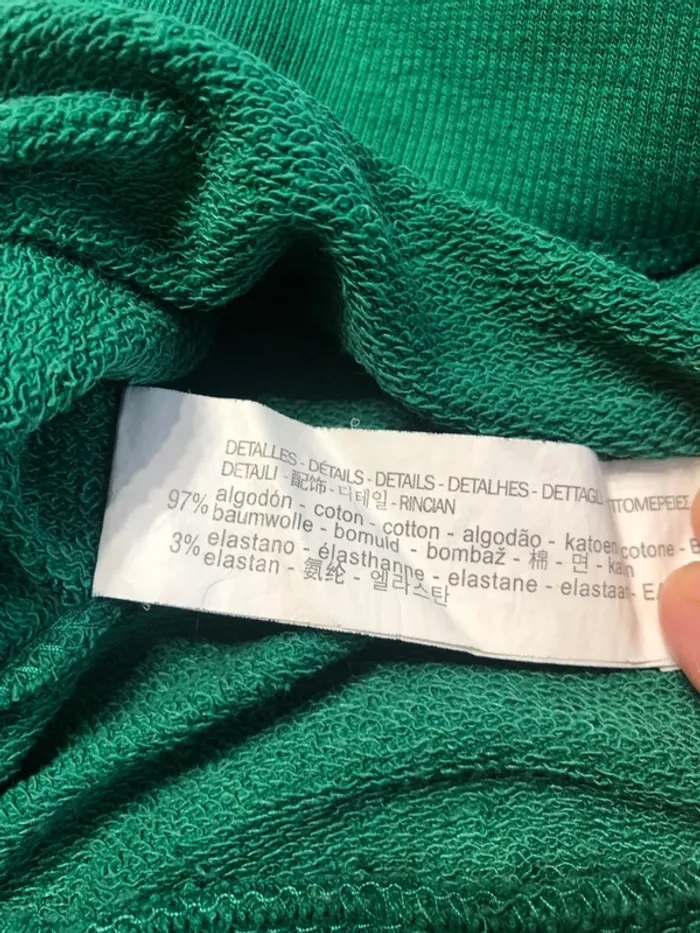 DETALLES - DÉTAILS - DETAILS - DETALHES - DETTAGLI
DETALJI - 配饰 - 디테일 - RINCIAN
97% algodón - coton - cotton - algodão - katoen cotone -
baumwolle - bomuld - bombaž - 棉 - 면 - kain
3% elastano - élasthanne - elastane - elastaan -
elastan - 氨纶 - 엘라스탄